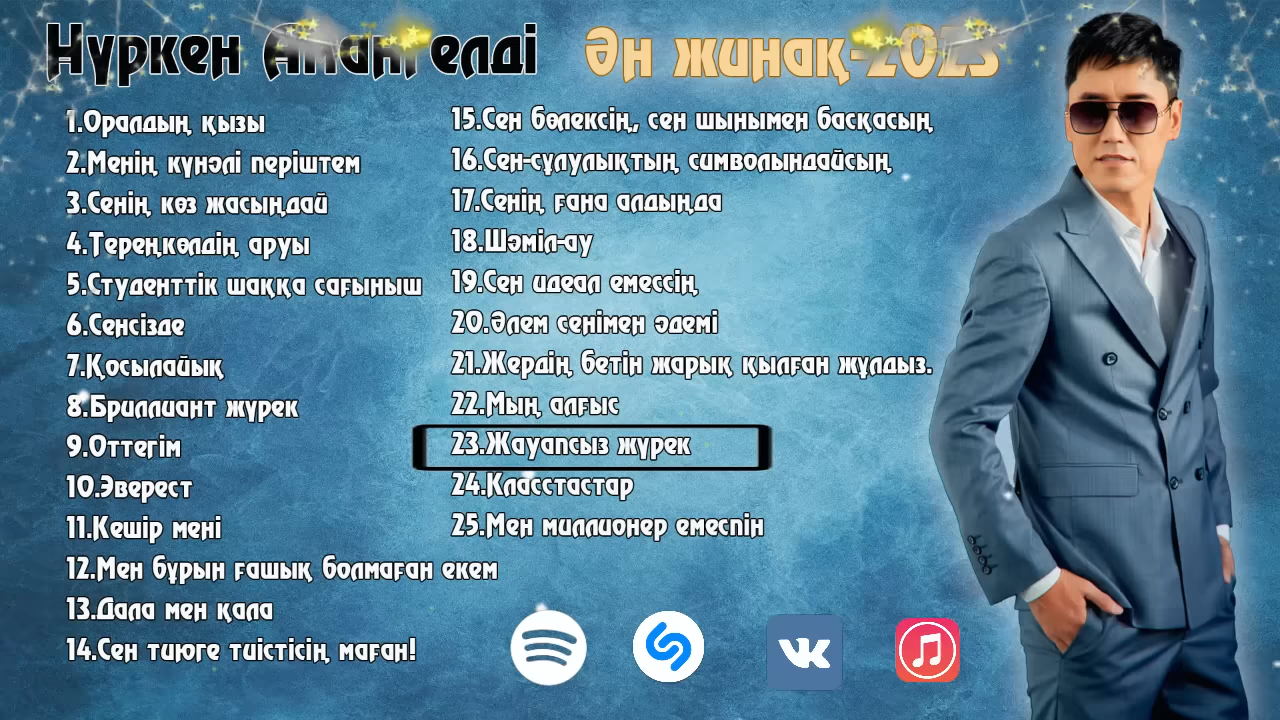 Нүркен Амангелді
Ән жинақ-2023
1.Оралдың қызы
2.Менің күнәлі періштем
3.Сенің көз жасыңдай
4.Тереңкөлдің аруы
5.Студенттік шаққа сағыныш
6.Сенсізде
7.Қосылайық
8.Бриллиант жүрек
9.Оттегім
10.Эверест
11.Кешір мені
12.Мен бұрын ғашық болмаған екем
13.Дала мен қала
14.Сен тиюге тиістісің маған!
15.Сен бөлексің, сен шынымен басқасың
16.Сен-сұлулықтың символындайсың
17.Сенің ғана алдыңда
18.Шәміл-ау
19.Сен идеал емессің
20.Әлем сенімен әдемі
21.Жердің бетін жарық қылған жұлдыз.
22.Мың алғыс
23.Жауапсыз жүрек
24.Класстастар
25.Мен миллионер емеспін